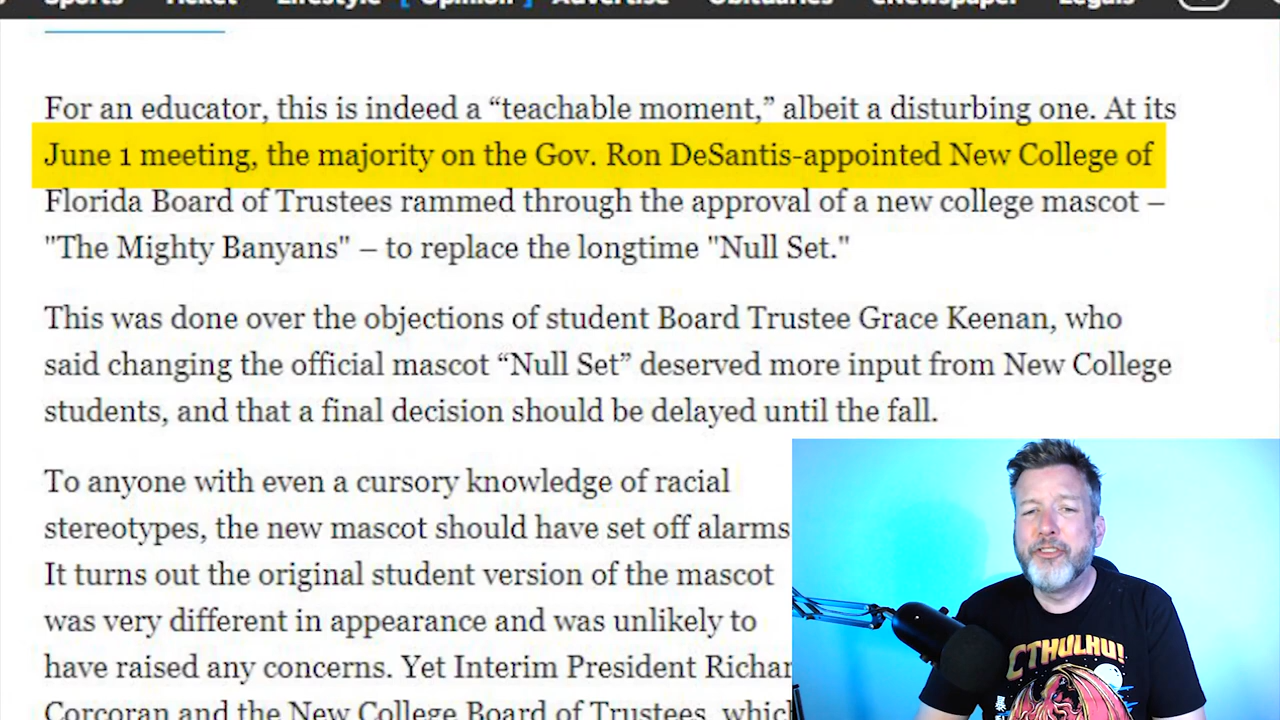 Sports Ticket Lifestyle [ Opinion ] Advertise Obituaries eNewspaper Legals
For an educator, this is indeed a “teachable moment,” albeit a disturbing one. At its
June 1 meeting, the majority on the Gov. Ron DeSantis-appointed New College of
Florida Board of Trustees rammed through the approval of a new college mascot –
"The Mighty Banyans" – to replace the longtime "Null Set."
This was done over the objections of student Board Trustee Grace Keenan, who
said changing the official mascot “Null Set” deserved more input from New College
students, and that a final decision should be delayed until the fall.
To anyone with even a cursory knowledge of racial
stereotypes, the new mascot should have set off alarms
It turns out the original student version of the mascot
was very different in appearance and was unlikely to
have raised any concerns. Yet Interim President Richar
Corcoran and the New College Board of Trustees, which
CTHULHU!